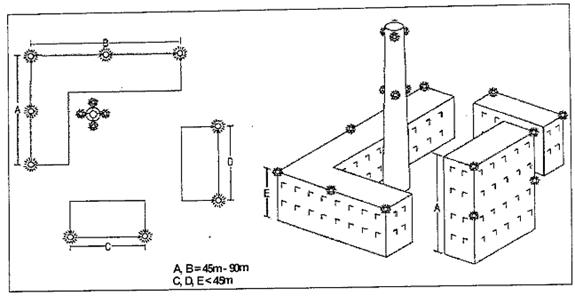 B
A
D
C
E
A
A, B = 45m - 90m
C, D, E < 45m